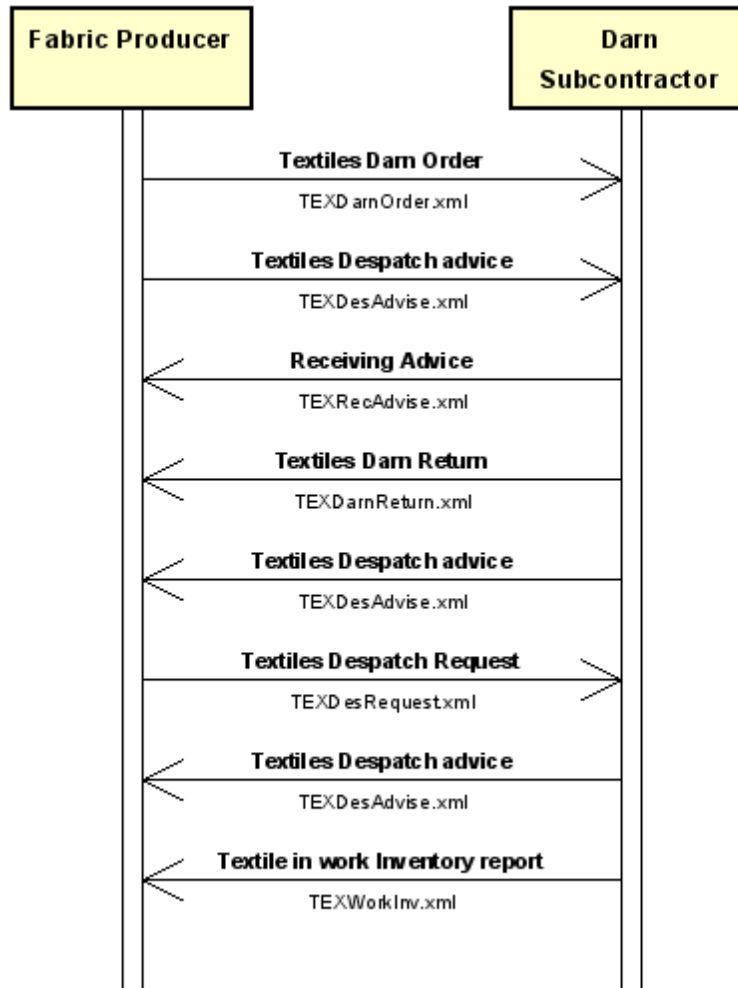 Fabric Producer
Darn
Subcontractor
Textiles Darn Order
TEXDarnOrder.xml
Textiles Despatch advice
TEXDesAdvise.xml
Receiving Advice
TEXRecAdvise.xml
Textiles Darn Return
TEXDarnReturn.xml
Textiles Despatch advice
TEXDesAdvise.xml
Textiles Despatch Request
TEXDesRequest.xml
Textiles Despatch advice
TEXDesAdvise.xml
Textile in work Inventory report
TEXWorkInv.xml